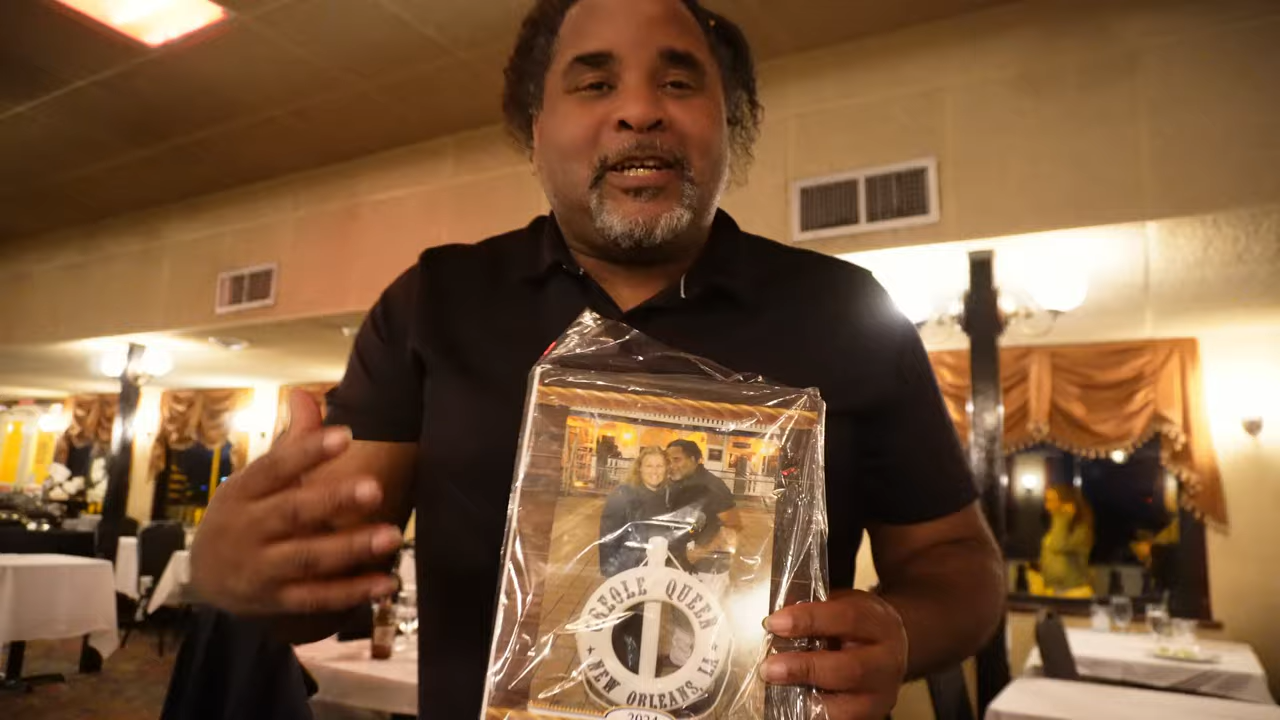 CREOLE QUEEN
★ NEW ORLEANS, LA ★
2024